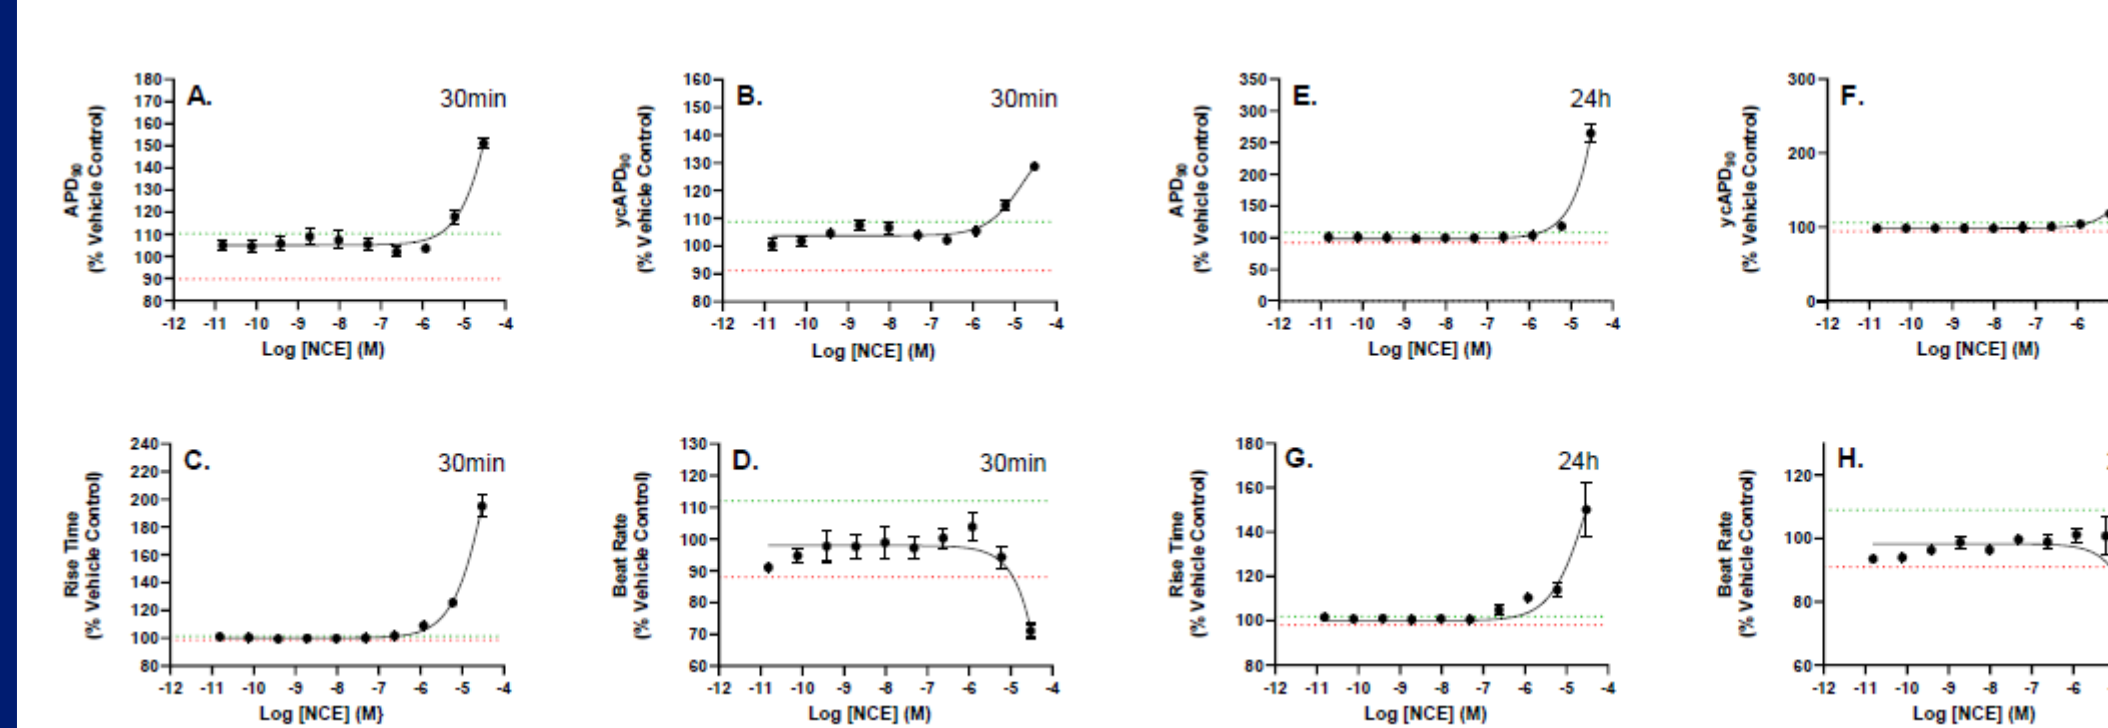 A.
30min
APD90
(% Vehicle Control)
180
170
160
150
140
130
120
110
100
90
80
-12 -11 -10 -9 -8 -7 -6 -5 -4
Log [NCE] (M)
B.
30min
ycAPD90
(% Vehicle Control)
160
150
140
130
120
110
100
90
80
-12 -11 -10 -9 -8 -7 -6 -5 -4
Log [NCE] (M)
E.
24h
APD90
(% Vehicle Control)
350
300
250
200
150
100
50
0
-12 -11 -10 -9 -8 -7 -6 -5 -4
Log [NCE] (M)
F.
ycAPD90
(% Vehicle Control)
300
200
100
0
-12 -11 -10 -9 -8 -7 -6
Log [NCE] (M)
C.
30min
Rise Time
(% Vehicle Control)
240
220
200
180
160
140
120
100
80
-12 -11 -10 -9 -8 -7 -6 -5 -4
Log [NCE] (M}
D.
30min
Beat Rate
(% Vehicle Control)
130
120
110
100
90
80
70
60
-12 -11 -10 -9 -8 -7 -6 -5 -4
Log [NCE] (M)
G.
24h
Rise Time
(% Vehicle Control)
180
160
140
120
100
80
-12 -11 -10 -9 -8 -7 -6 -5 -4
Log [NCE] (M)
H.
Beat Rate
(% Vehicle Control)
120
100
80
60
-12 -11 -10 -9 -8 -7 -6
Log [NCE] (M)